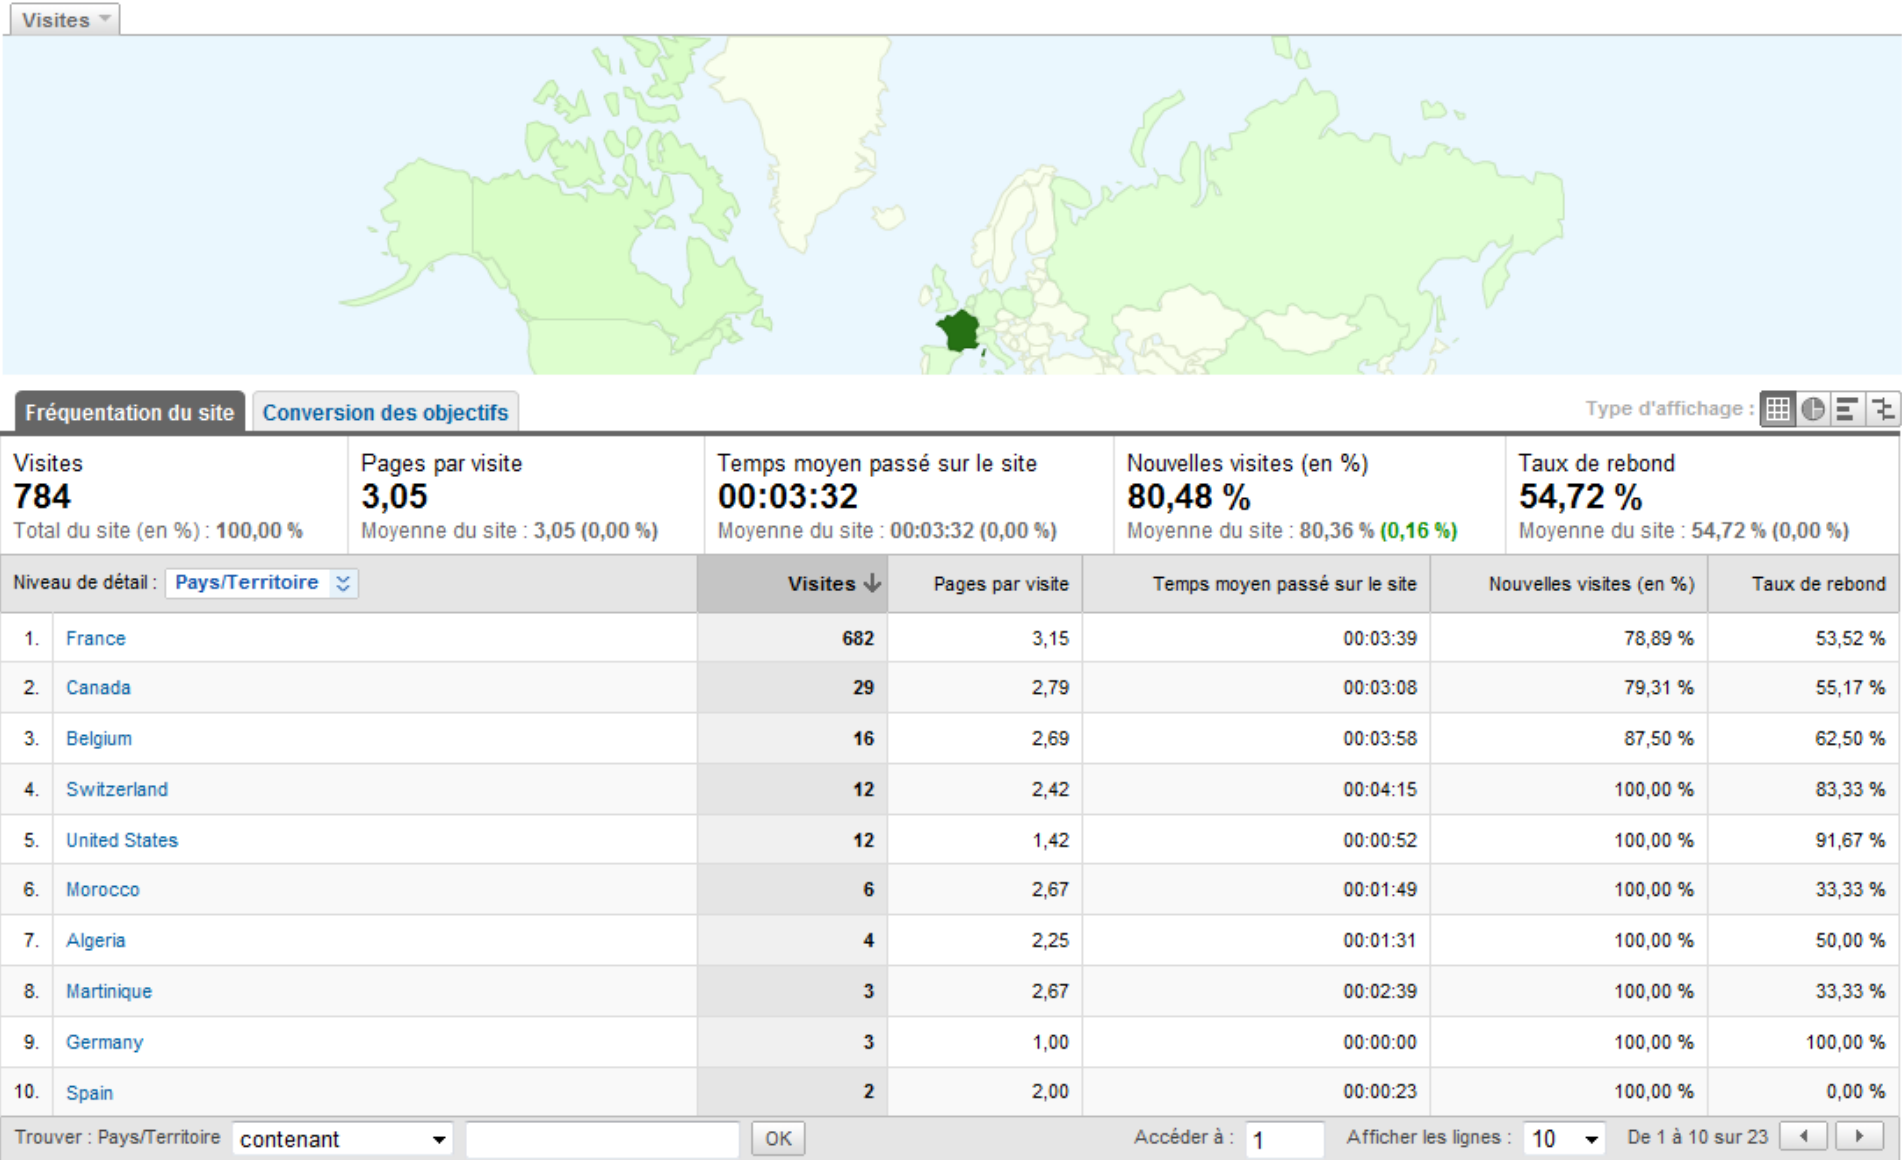 Visites
Fréquentation du site Conversion des objectifs Type d'affichage :
Visites Pages par visite Temps moyen passé sur le site Nouvelles visites (en %) Taux de rebond
784 3,05 00:03:32 80,48 % 54,72 %
Total du site (en %) : 100,00 % Moyenne du site : 3,05 (0,00 %) Moyenne du site : 00:03:32 (0,00 %) Moyenne du site : 80,36 % (0,16 %) Moyenne du site : 54,72 % (0,00 %)
Niveau de détail : Pays/Territoire Visites Pages par visite Temps moyen passé sur le site Nouvelles visites (en %) Taux de rebond
1. France 682 3,15 00:03:39 78,89 % 53,52 %
2. Canada 29 2,79 00:03:08 79,31 % 55,17 %
3. Belgium 16 2,69 00:03:58 87,50 % 62,50 %
4. Switzerland 12 2,42 00:04:15 100,00 % 83,33 %
5. United States 12 1,42 00:00:52 100,00 % 91,67 %
6. Morocco 6 2,67 00:01:49 100,00 % 33,33 %
7. Algeria 4 2,25 00:01:31 100,00 % 50,00 %
8. Martinique 3 2,67 00:02:39 100,00 % 33,33 %
9. Germany 3 1,00 00:00:00 100,00 % 100,00 %
10. Spain 2 2,00 00:00:23 100,00 % 0,00 %
Trouver : Pays/Territoire contenant OK Accéder à : 1 Afficher les lignes : 10 De 1 à 10 sur 23